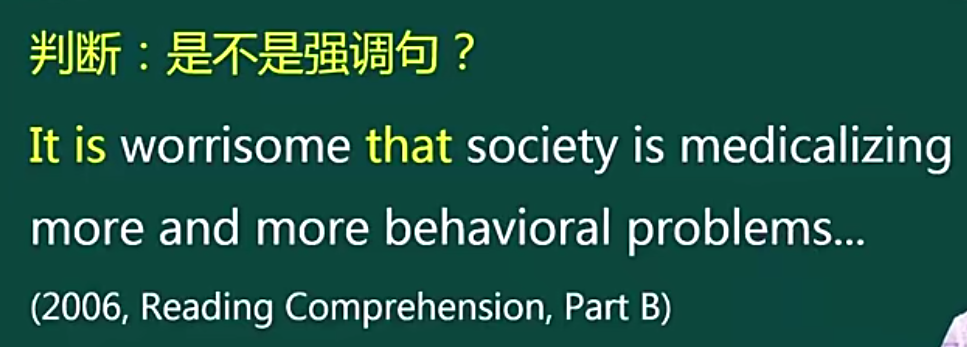 判断：是不是强调句？
It is worrisome that society is medicalizing
more and more behavioral problems...
(2006, Reading Comprehension, Part B)